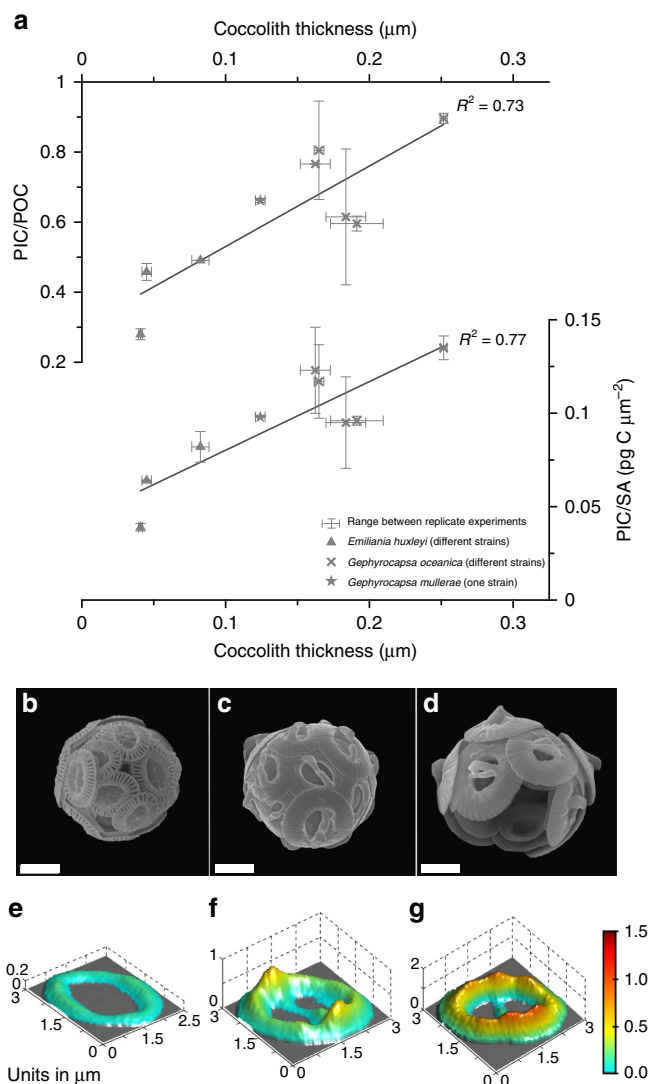 a
Coccolith thickness (μm)
0 0.1 0.2 0.3
1
0.8
0.6
0.4
0.2
PIC/POC
R² = 0.73
0.15
0.1
0.05
0
PIC/SA (pg C μm⁻²)
R² = 0.77
Range between replicate experiments
Emiliania huxleyi (different strains)
Gephyrocapsa oceanica (different strains)
Gephyrocapsa mullerae (one strain)
0 0.1 0.2 0.3
Coccolith thickness (μm)
b c d
e f g
0.2
0
3
1.5
0 0
1.5
2.5
1
0
3
1.5
0 0
1.5
3
2
0
3
1.5
0 0
1.5
3
1.5
1.0
0.5
0.0
Units in μm